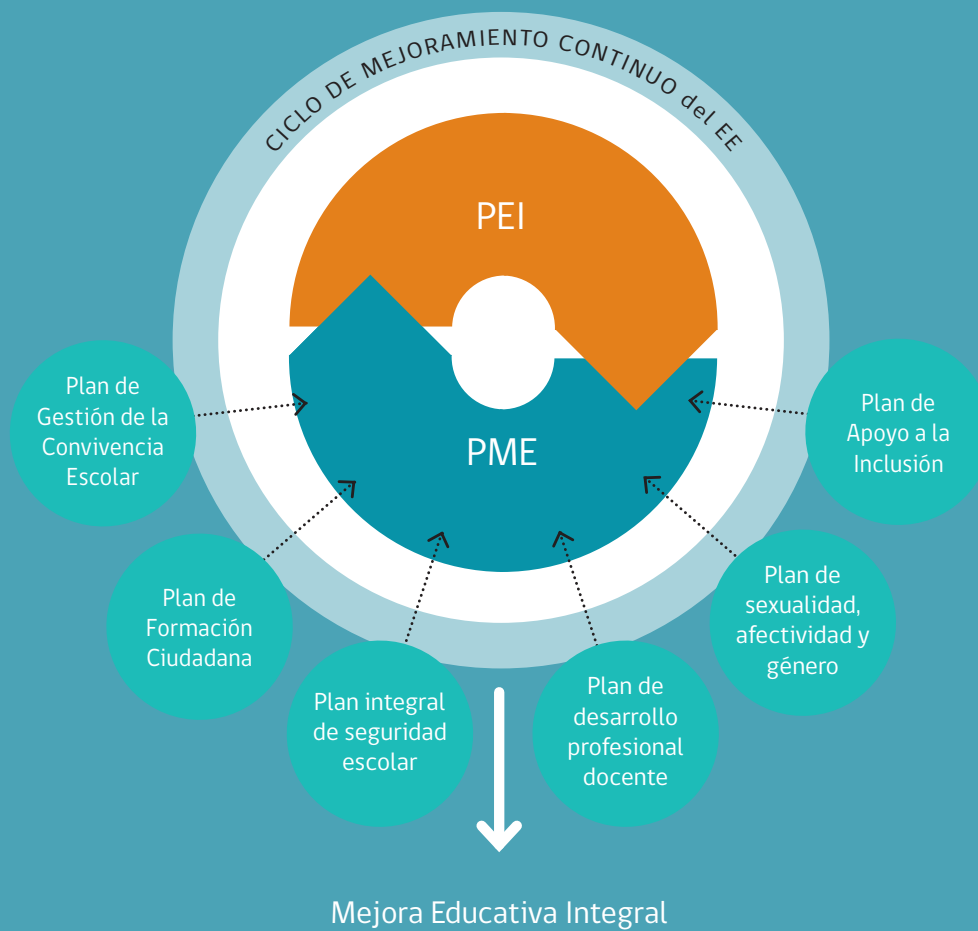 CICLO DE MEJORAMIENTO CONTINUO del EE
PEI
PME
Plan de
Gestión de la
Convivencia
Escolar
Plan de
Formación
Ciudadana
Plan integral
de seguridad
escolar
Plan de
desarrollo
profesional
docente
Plan de
sexualidad,
afectividad y
género
Plan de
Apoyo a la
Inclusión
Mejora Educativa Integral